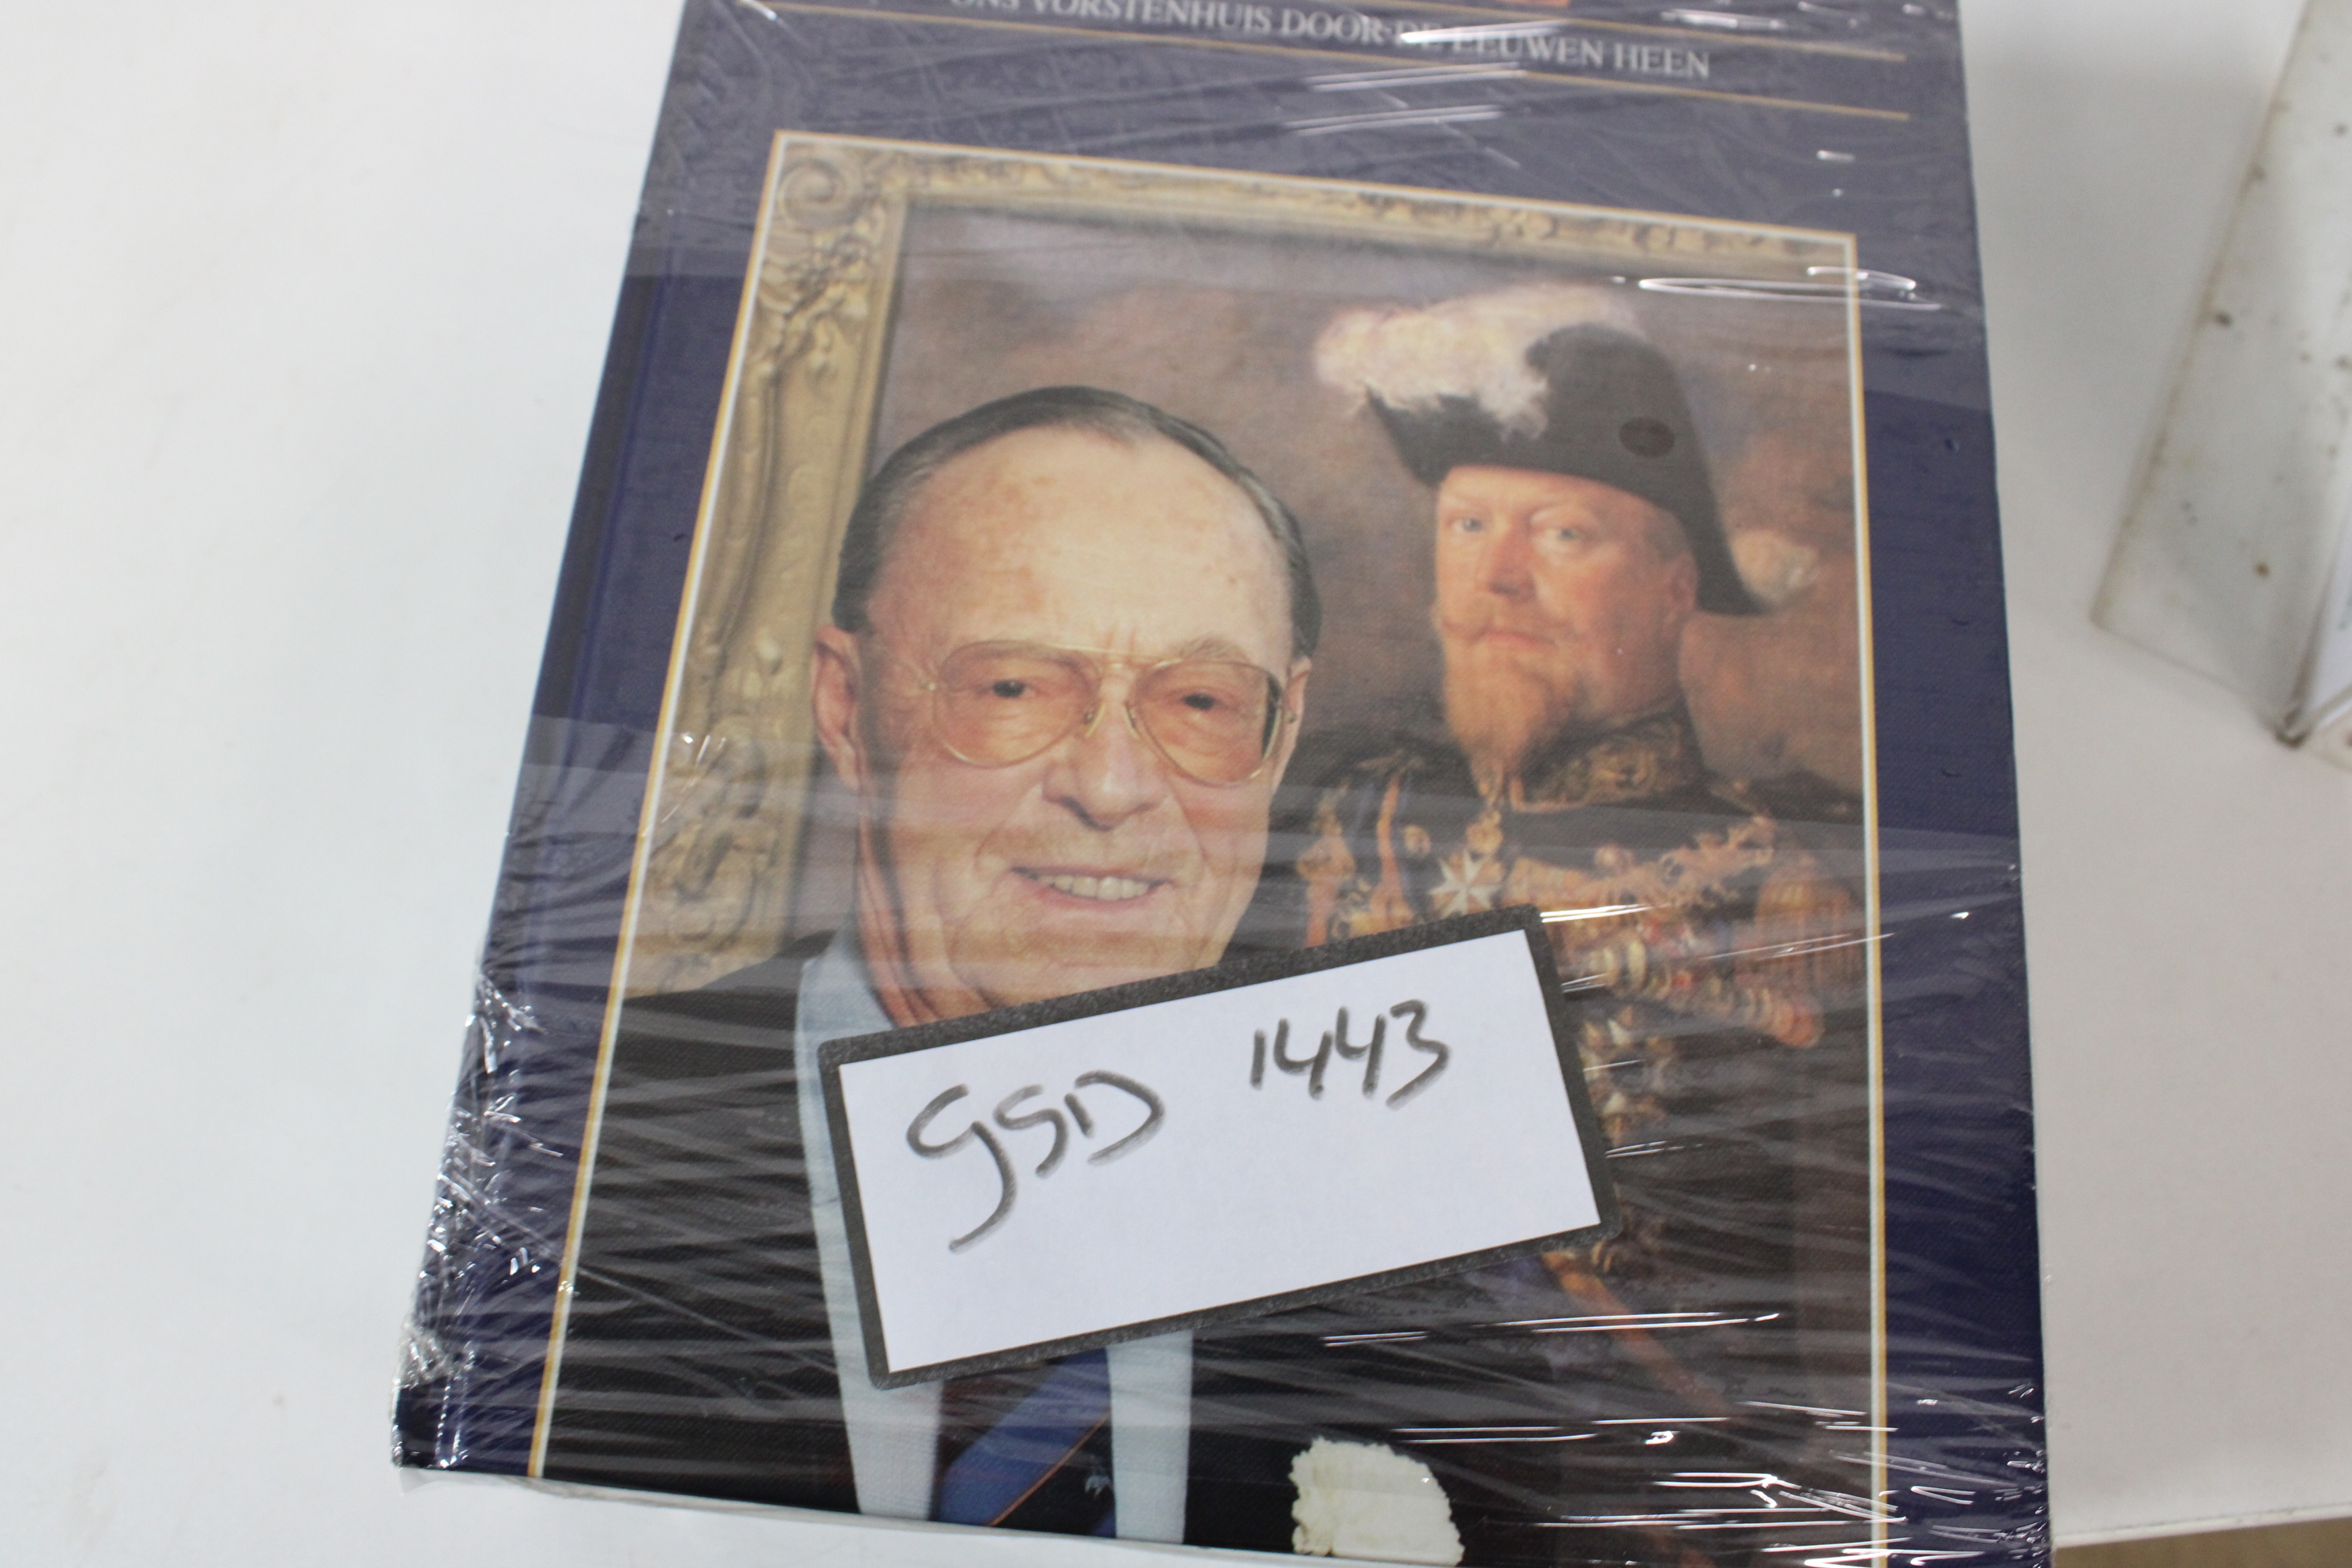 ONS VORSTENHUIS DOOR DE EEUWEN HEEN
GSD 1443